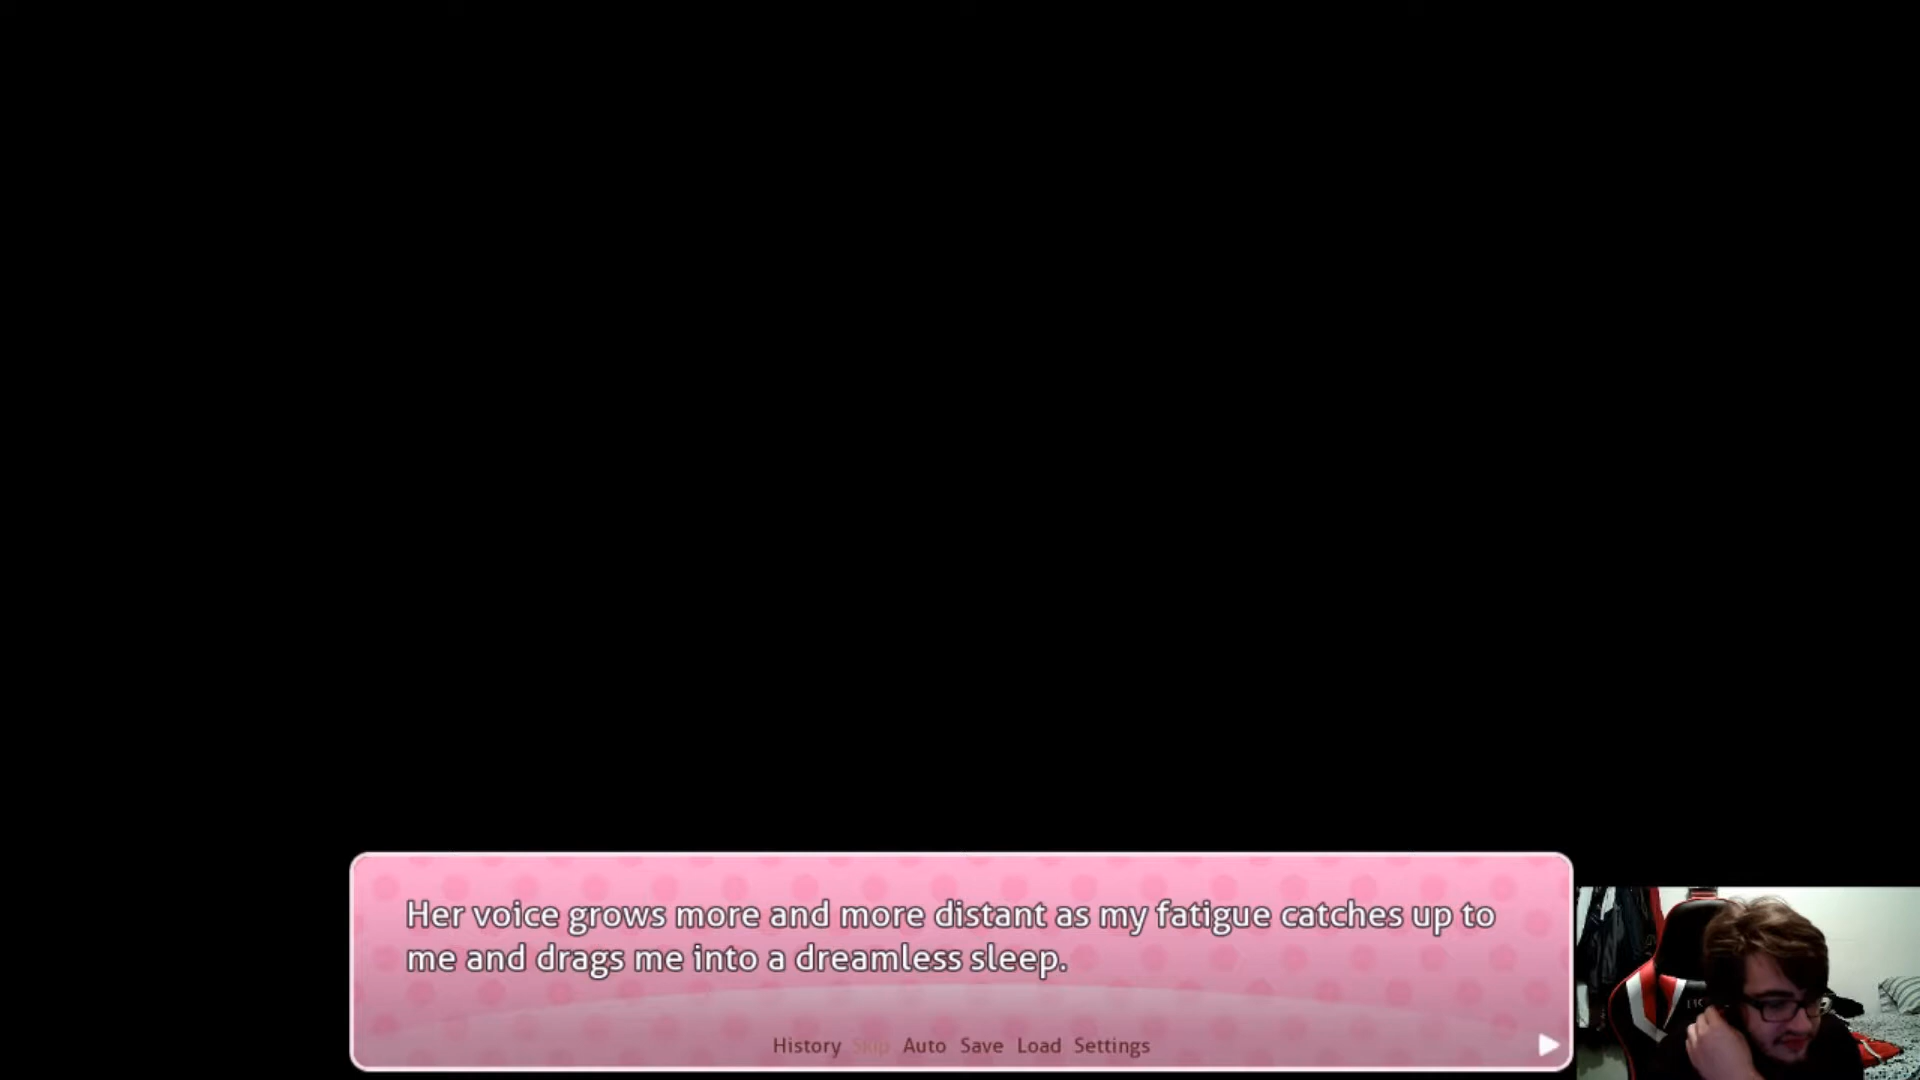 Her voice grows more and more distant as my fatigue catches up to
me and drags me into a dreamless sleep.
History Skip Auto Save Load Settings